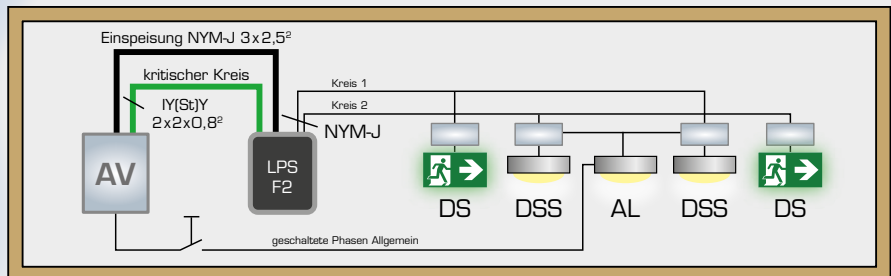 Einspeisung NYM-J 3x2,5²
kritischer Kreis
IY(St)Y
2x2x0,8²
NYM-J
Kreis 1
Kreis 2
AV
LPS
F2
DS
DSS
AL
DSS
DS
geschaltete Phasen Allgemein